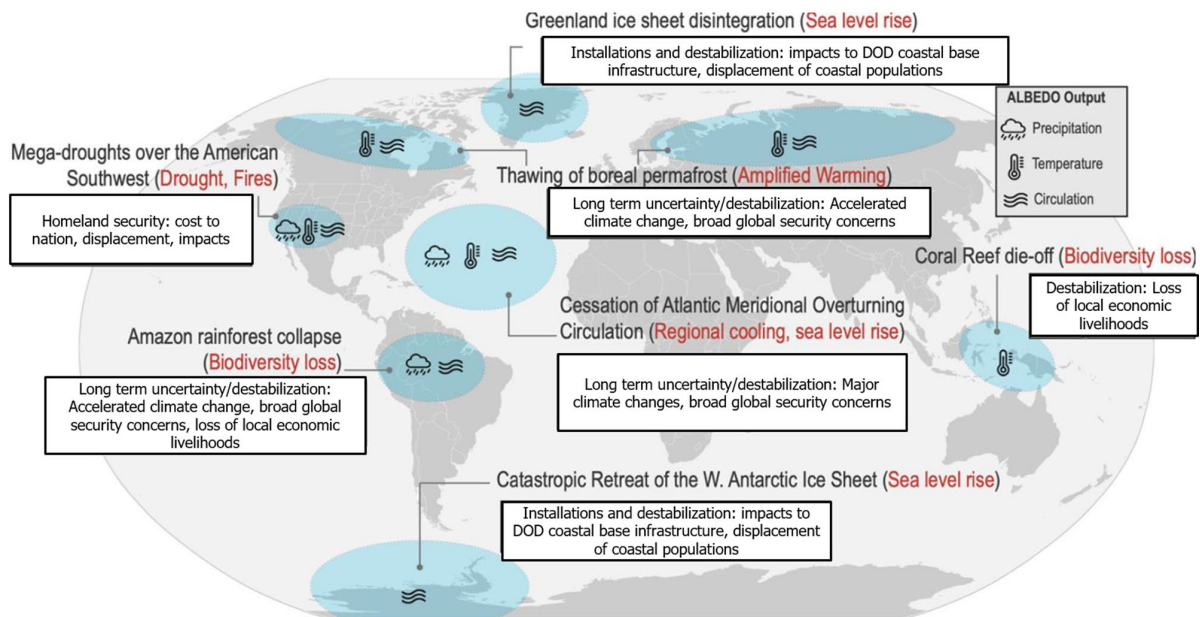 Greenland ice sheet disintegration (Sea level rise)
Installations and destabilization: impacts to DOD coastal base
infrastructure, displacement of coastal populations
ALBEDO Output
Precipitation
Temperature
Circulation
Mega-droughts over the American
Southwest (Drought, Fires)
Homeland security: cost to
nation, displacement, impacts
Thawing of boreal permafrost (Amplified Warming)
Long term uncertainty/destabilization: Accelerated
climate change, broad global security concerns
Coral Reef die-off (Biodiversity loss)
Destabilization: Loss
of local economic
livelihoods
Cessation of Atlantic Meridional Overturning
Circulation (Regional cooling, sea level rise)
Long term uncertainty/destabilization: Major
climate changes, broad global security concerns
Amazon rainforest collapse
(Biodiversity loss)
Long term uncertainty/destabilization:
Accelerated climate change, broad global
security concerns, loss of local economic
livelihoods
Catastropic Retreat of the W. Antarctic Ice Sheet (Sea level rise)
Installations and destabilization: impacts to
DOD coastal base infrastructure, displacement
of coastal populations